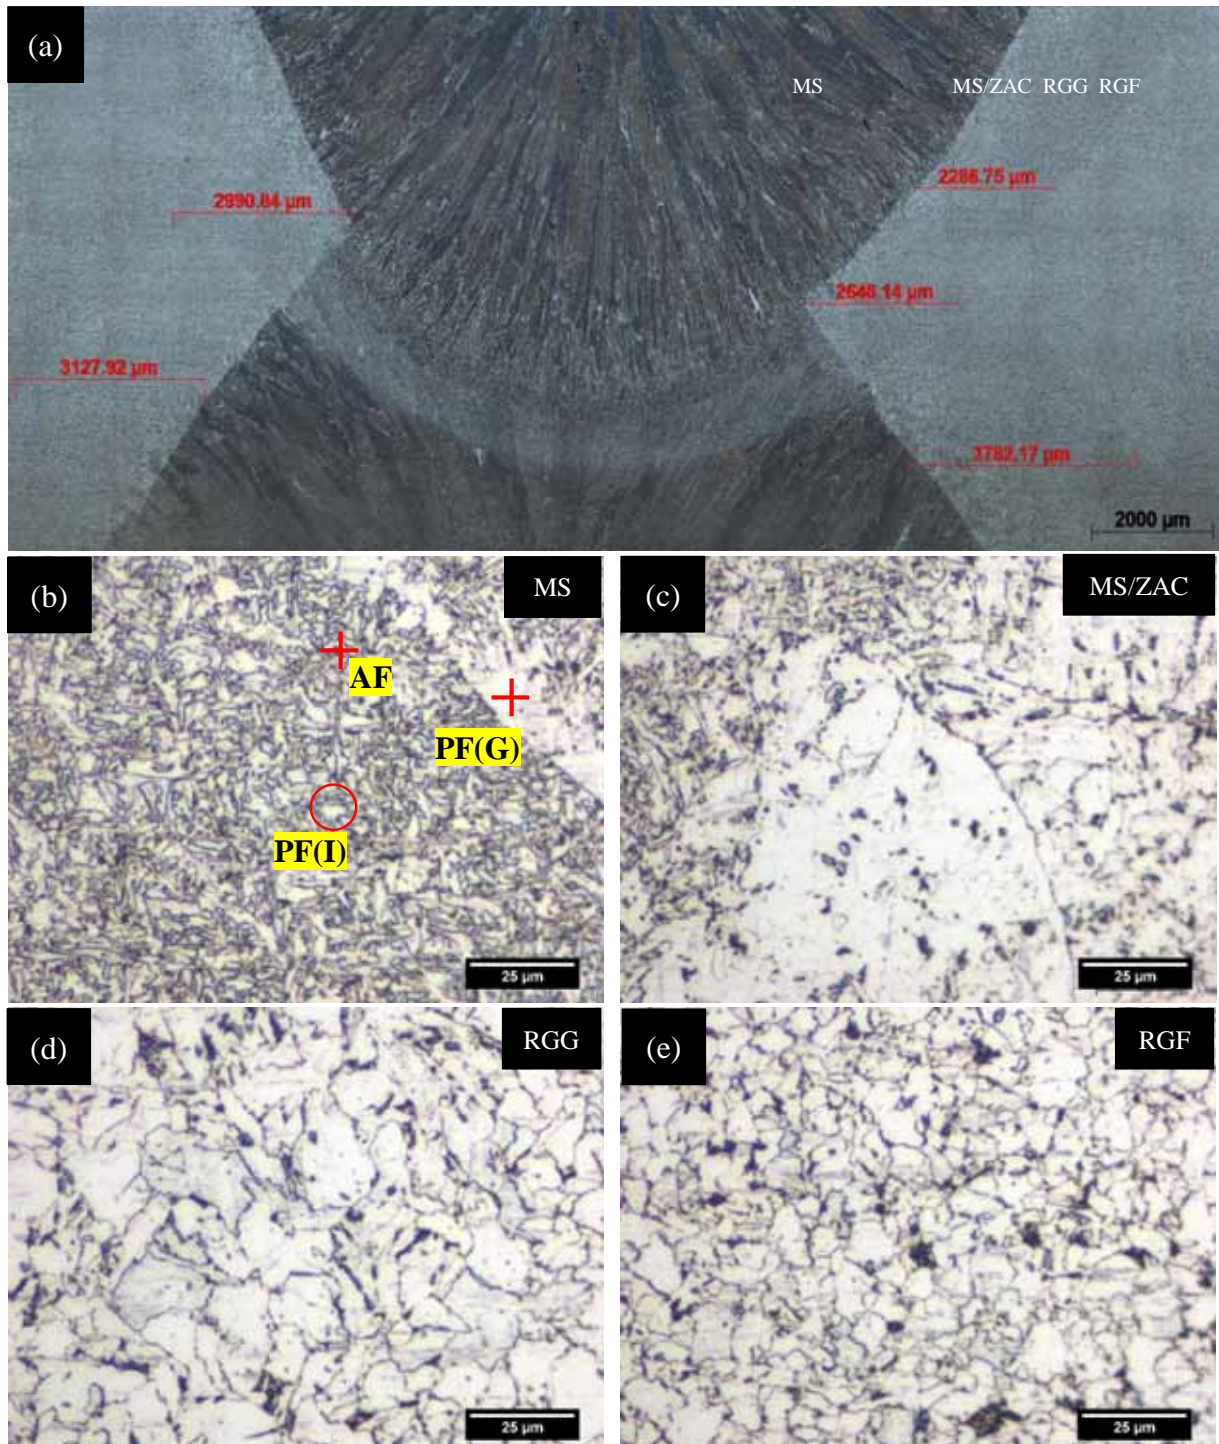 (a)
MS MS/ZAC RGG RGF
2990.84 µm
2286.75 µm
2648.14 µm
3127.92 µm
3782.17 µm
2000 µm
(b)
MS
AF
PF(G)
PF(I)
25 µm
(c)
MS/ZAC
25 µm
(d)
RGG
25 µm
(e)
RGF
25 µm